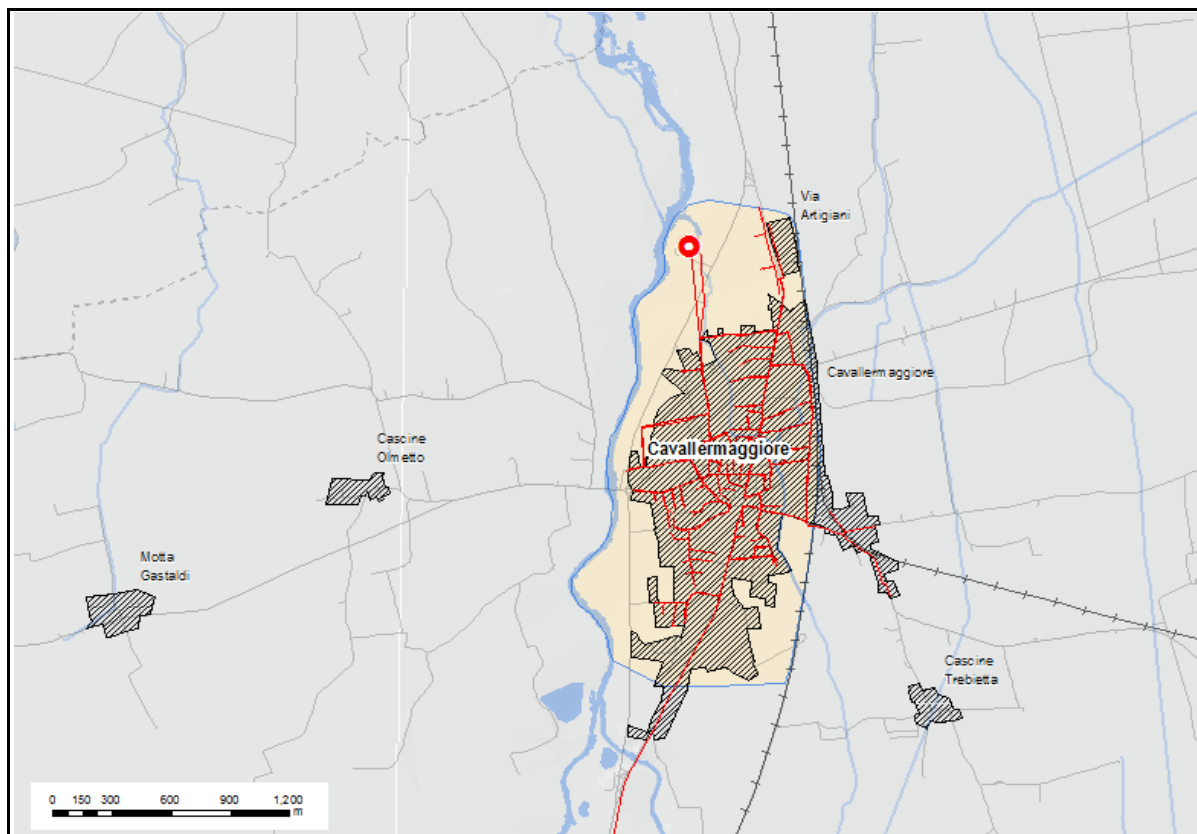 Via
Artigiani
Cavallermaggiore
Cascine
Olmetto
Cavallermaggiore
Motta
Gastaldi
Cascine
Trebietta
0 150 300 600 900 1,200
m